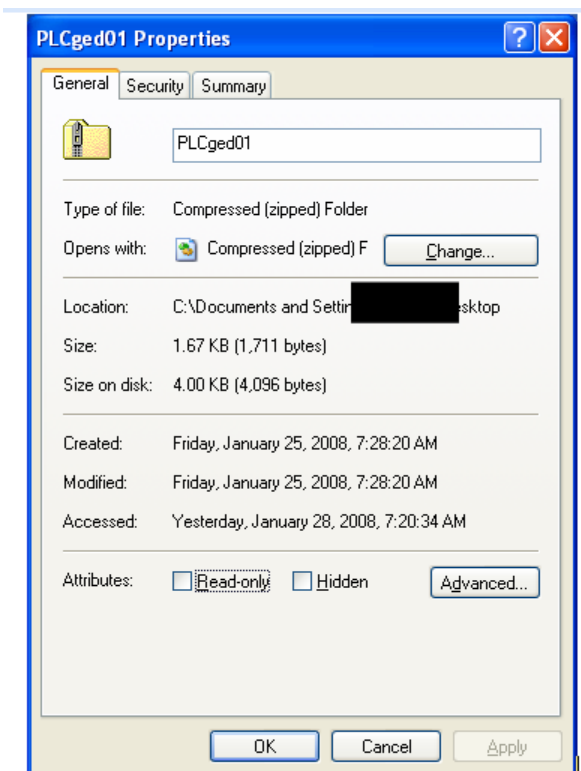 PLCged01 Properties
General Security Summary
PLCged01
Type of file: Compressed (zipped) Folder
Opens with: Compressed (zipped) F Change...
Location: C:\Documents and Settin sktop
Size: 1.67 KB (1,711 bytes)
Size on disk: 4.00 KB (4,096 bytes)
Created: Friday, January 25, 2008, 7:28:20 AM
Modified: Friday, January 25, 2008, 7:28:20 AM
Accessed: Yesterday, January 28, 2008, 7:20:34 AM
Attributes: Read-only Hidden Advanced...
OK Cancel Apply